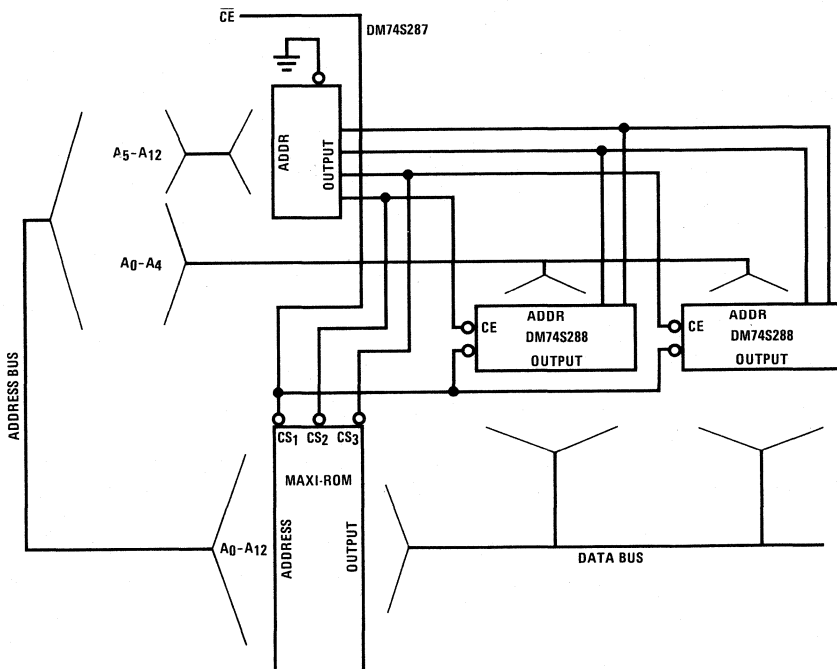 CE
DM74S287
ADDR
OUTPUT
A5-A12
A0-A4
ADDR
CE
DM74S288
OUTPUT
ADDR
CE
DM74S288
OUTPUT
ADDRESS BUS
CS1 CS2 CS3
MAXI-ROM
A0-A12
ADDRESS
OUTPUT
DATA BUS